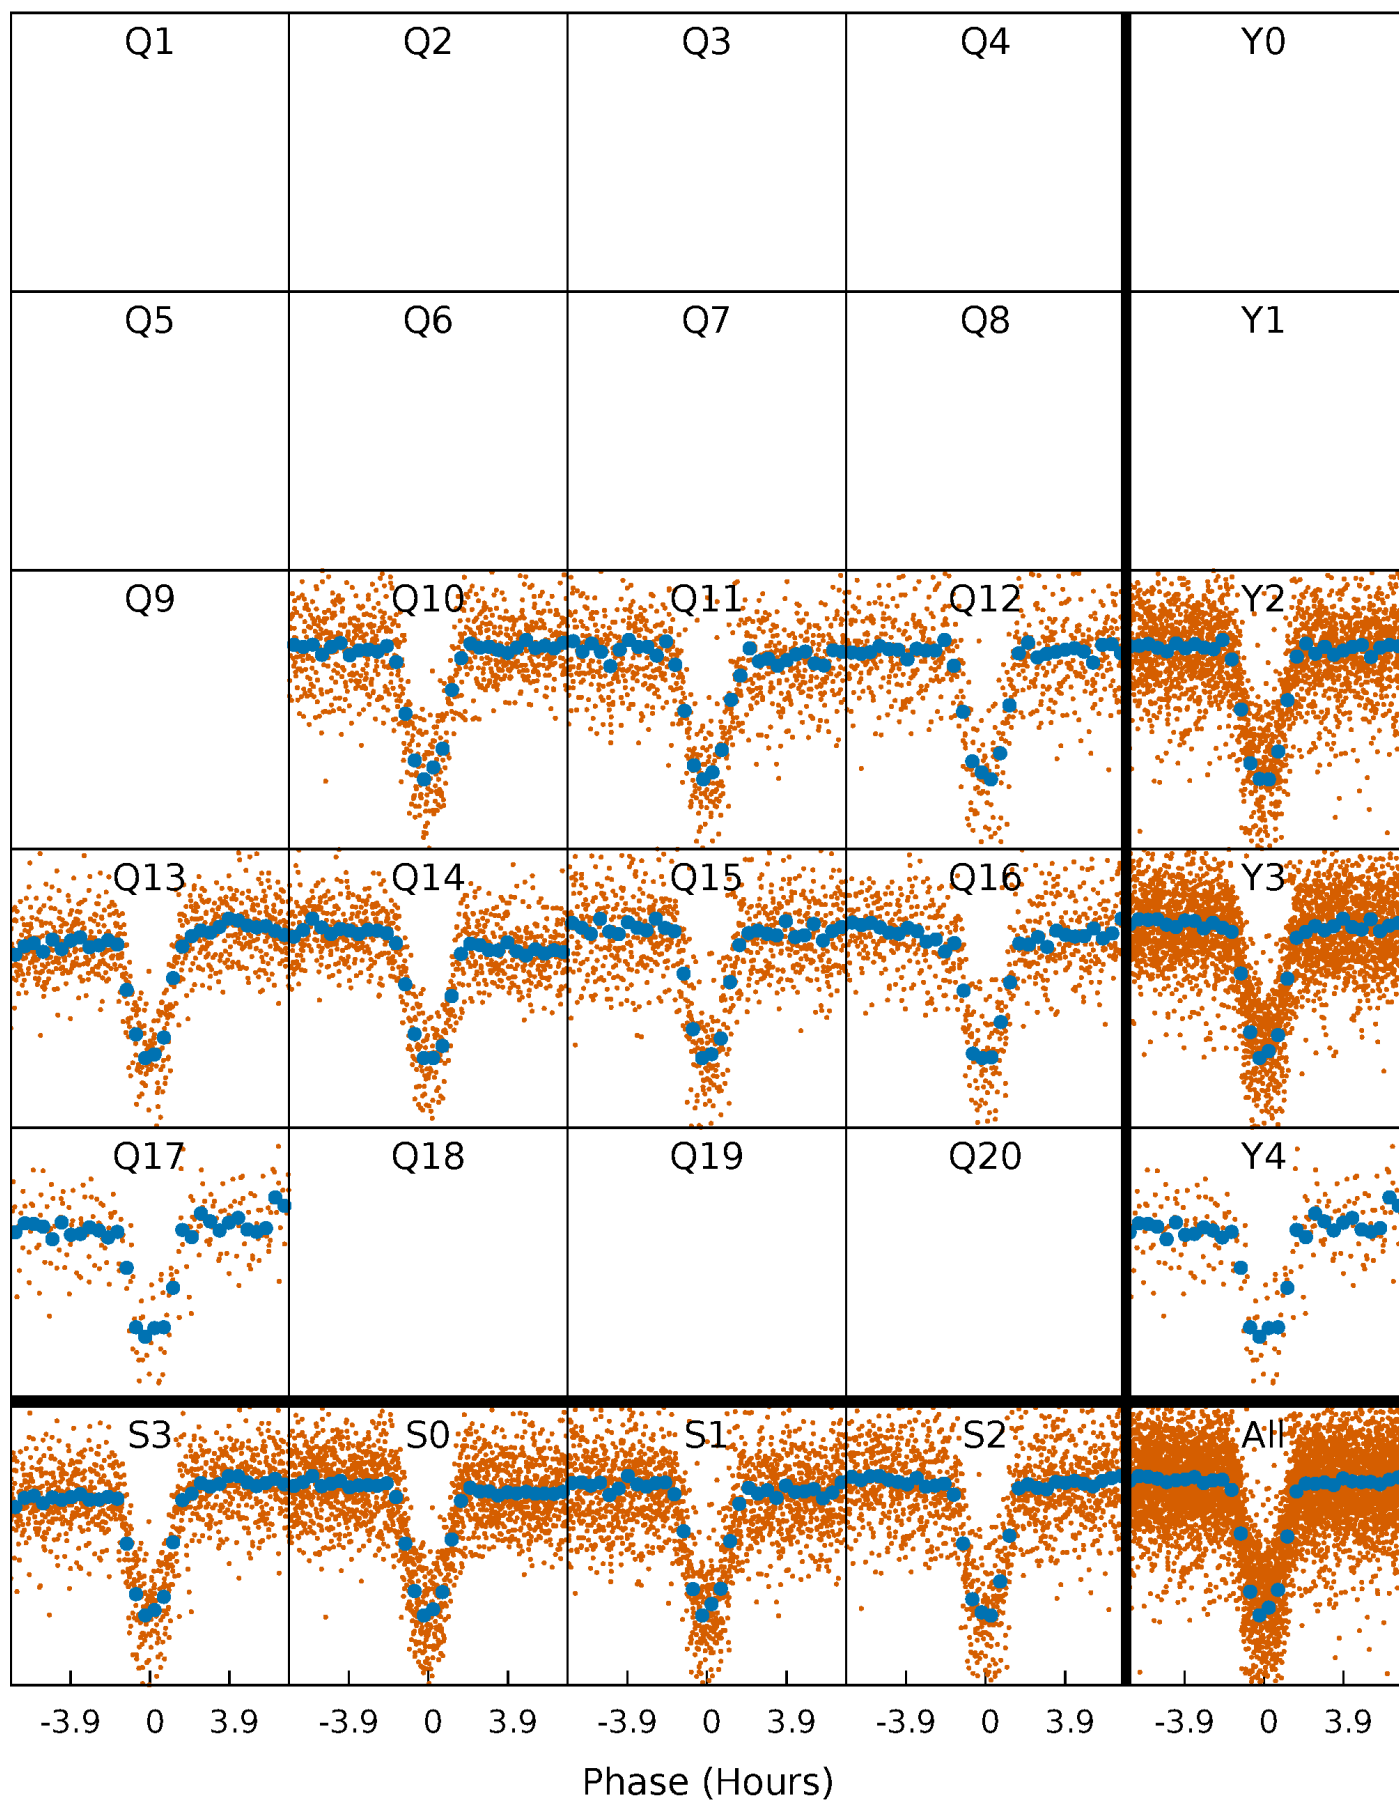 Q1 Q2 Q3 Q4 Y0
Q5 Q6 Q7 Q8 Y1
Q9 Q10 Q11 Q12 Y2
Q13 Q14 Q15 Q16 Y3
Q17 Q18 Q19 Q20 Y4
S3 S0 S1 S2 All
-3.9 0 3.9 -3.9 0 3.9 -3.9 0 3.9 -3.9 0 3.9 -3.9 0 3.9
Phase (Hours)